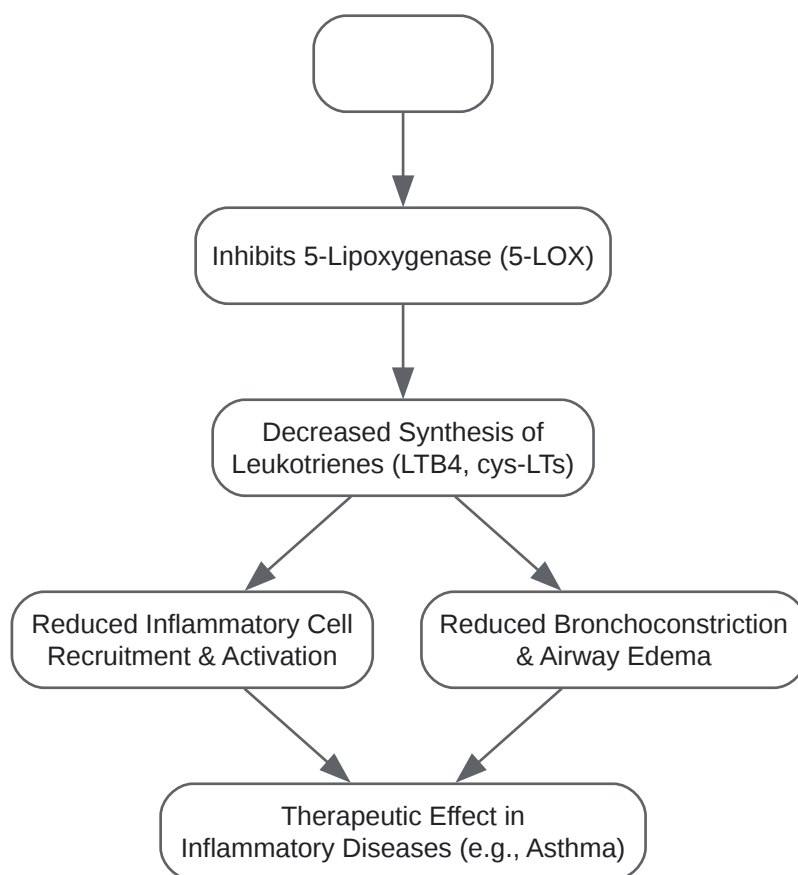 Inhibits 5-Lipoxygenase (5-LOX)
Decreased Synthesis of
Leukotrienes (LTB4, cys-LTs)
Reduced Inflammatory Cell
Recruitment & Activation
Reduced Bronchoconstriction
& Airway Edema
Therapeutic Effect in
Inflammatory Diseases (e.g., Asthma)